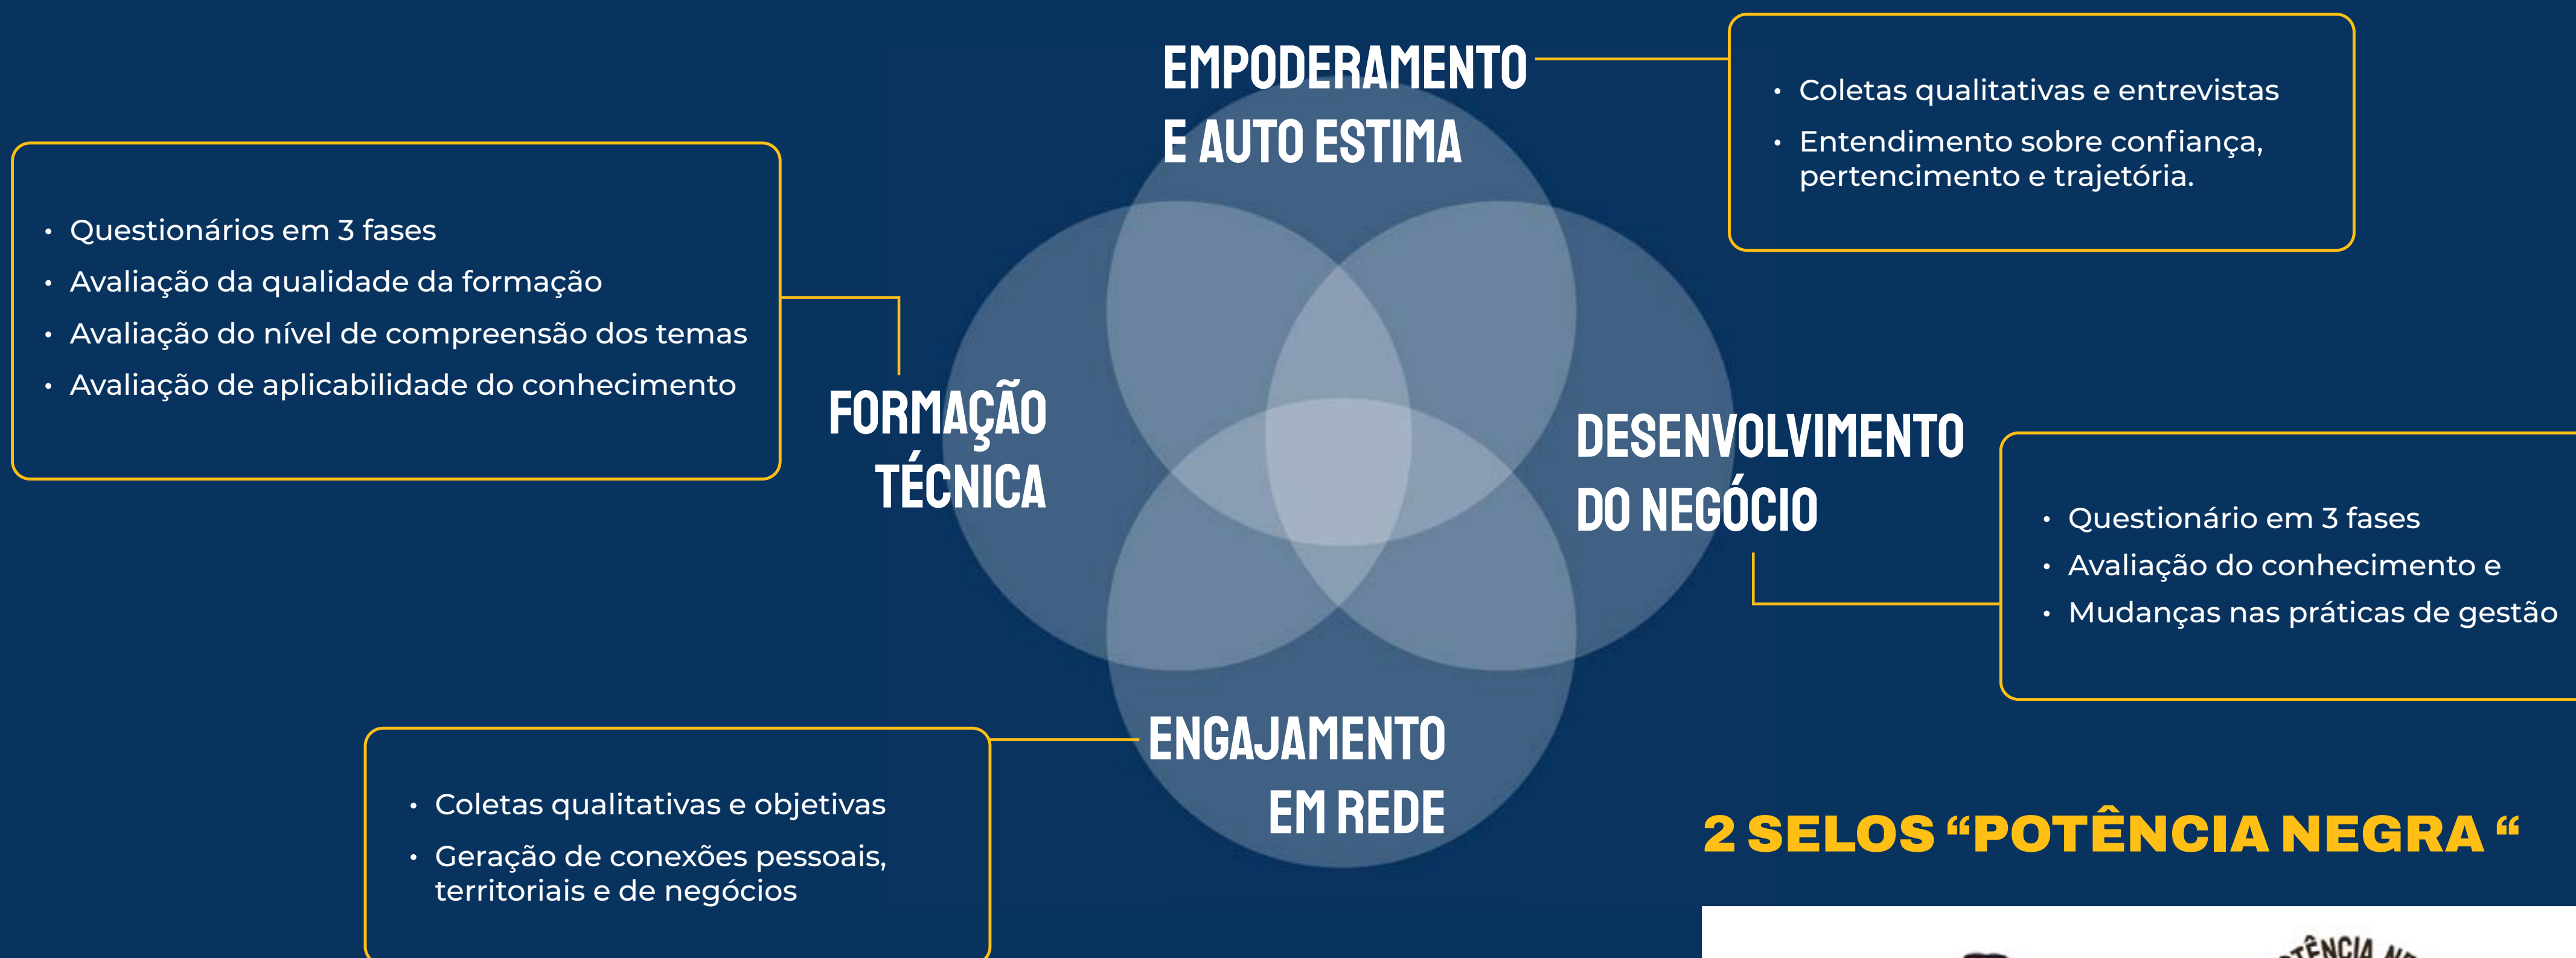 EMPODERAMENTO
E AUTO ESTIMA
• Coletas qualitativas e entrevistas
• Entendimento sobre confiança,
pertencimento e trajetória.
• Questionários em 3 fases
• Avaliação da qualidade da formação
• Avaliação do nível de compreensão dos temas
• Avaliação de aplicabilidade do conhecimento
FORMAÇÃO
TÉCNICA
DESENVOLVIMENTO
DO NEGÓCIO
• Questionário em 3 fases
• Avaliação do conhecimento e
• Mudanças nas práticas de gestão
ENGAJAMENTO
EM REDE
• Coletas qualitativas e objetivas
• Geração de conexões pessoais,
territoriais e de negócios
2 SELOS “POTÊNCIA NEGRA “